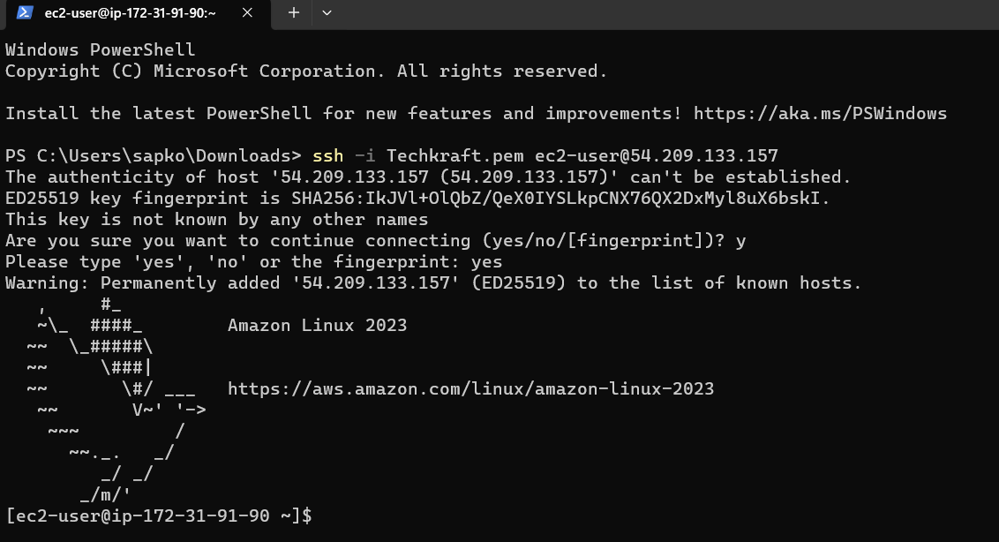 ec2-user@ip-172-31-91-90:~
Windows PowerShell
Copyright (C) Microsoft Corporation. All rights reserved.
Install the latest PowerShell for new features and improvements! https://aka.ms/PSWindows
PS C:\Users\sapko\Downloads> ssh -i Techkraft.pem ec2-user@54.209.133.157
The authenticity of host '54.209.133.157 (54.209.133.157)' can't be established.
ED25519 key fingerprint is SHA256:IkJVl+OlQbZ/QeX0IYSLkpCNX76QX2DxMyl8uX6bskI.
This key is not known by any other names
Are you sure you want to continue connecting (yes/no/[fingerprint])? y
Please type 'yes', 'no' or the fingerprint: yes
Warning: Permanently added '54.209.133.157' (ED25519) to the list of known hosts.
   ,     #_
   ~\_  ####_        Amazon Linux 2023
  ~~  \_#####\
  ~~     \###|
  ~~       \#/ ___   https://aws.amazon.com/linux/amazon-linux-2023
   ~~       V~' '->
    ~~~         /
      ~~._.   _/
         _/ _/
       _/m/'
[ec2-user@ip-172-31-91-90 ~]$